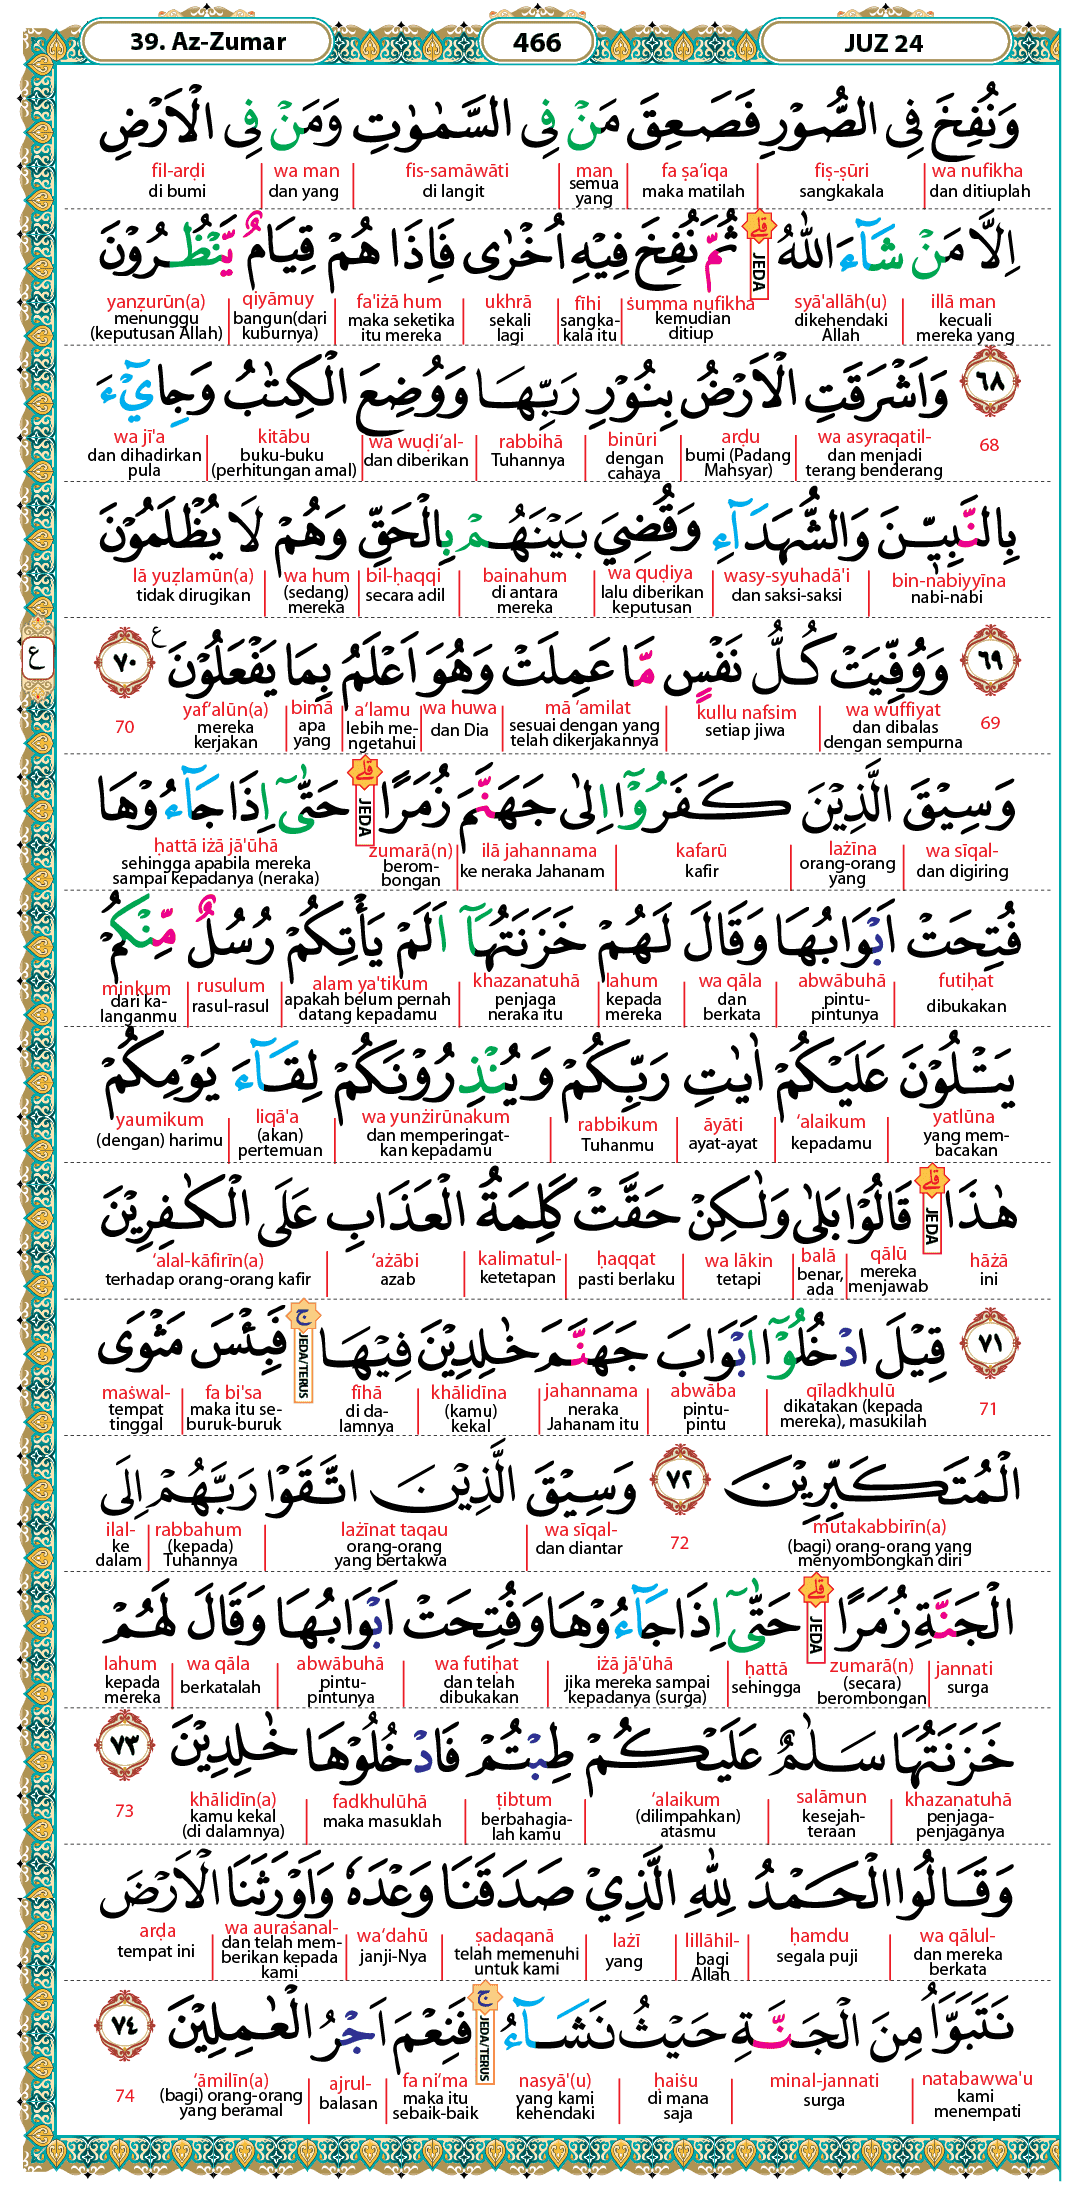 39. Az-Zumar 466 JUZ 24
وَنُفِخَ فِى الصُّوْرِ فَصَعِقَ مَنْ فِى السَّمٰوٰتِ وَمَنْ فِى الْاَرْضِ
wa nufikha fiṣ-ṣūri fa ṣa‘iqa man fis-samāwāti wa man fil-arḍi
dan ditiuplah sangkakala maka matilah semua yang di langit dan yang di bumi
اِلَّا مَنْ شَاۤءَ اللّٰهُ ۗ ثُمَّ نُفِخَ فِيْهِ اُخْرٰى فَاِذَا هُمْ قِيَامٌ يَّنْظُرُوْنَ
JEDA
illā man syā'allāh(u) ṡumma nufikha fīhi ukhrā fa'iżā hum qiyāmuy yanẓurūn(a)
kecuali mereka yang dikehendaki Allah kemudian ditiup sangka-kala itu sekali lagi maka seketika itu mereka bangun(dari kuburnya) menunggu (keputusan Allah)
٦٨ وَاَشْرَقَتِ الْاَرْضُ بِنُوْرِ رَبِّهَا وَوُضِعَ الْكِتٰبُ وَجِايْۤءَ
68 wa asyraqatil- arḍu binūri rabbihā wa wuḍi‘al- kitābu wa jī'a
dan menjadi terang benderang bumi (Padang Mahsyar) dengan cahaya Tuhannya dan diberikan buku-buku (perhitungan amal) dan dihadirkan pula
بِالنَّبِيّٖنَ وَالشُّهَدَاۤءِ وَقُضِيَ بَيْنَهُمْ بِالْحَقِّ وَهُمْ لَا يُظْلَمُوْنَ
bin-nabiyyīna wasy-syuhadā'i wa quḍiya bainahum bil-ḥaqqi wa hum lā yuẓlamūn(a)
nabi-nabi dan saksi-saksi lalu diberikan keputusan di antara mereka secara adil (sedang) mereka tidak dirugikan
٦٩ وَوُفِّيَتْ كُلُّ نَفْسٍ مَّا عَمِلَتْ وَهُوَ اَعْلَمُ بِمَا يَفْعَلُوْنَ ࣖ ٧٠
ع
69 wa wuffiyat kullu nafsim mā ‘amilat wa huwa a‘lamu bimā yaf‘alūn(a) 70
dan dibalas dengan sempurna setiap jiwa sesuai dengan yang telah dikerjakannya dan Dia lebih me-ngetahui apa yang mereka kerjakan
وَسِيْقَ الَّذِيْنَ كَفَرُوْٓا اِلٰى جَهَنَّمَ زُمَرًا ۗ حَتّٰىٓ اِذَا جَاۤءُوْهَا
JEDA
wa sīqal- lażīna kafarū ilā jahannama zumarā(n) ḥattā iżā jā'ūhā
dan digiring orang-orang yang kafir ke neraka Jahanam berom-bongan sehingga apabila mereka sampai kepadanya (neraka)
فُتِحَتْ اَبْوَابُهَا وَقَالَ لَهُمْ خَزَنَتُهَآ اَلَمْ يَأْتِكُمْ رُسُلٌ مِّنْكُمْ
futiḥat abwābuhā wa qāla lahum khazanatuhā alam ya'tikum rusulum minkum
dibukakan pintu-pintunya dan berkata kepada mereka penjaga neraka itu apakah belum pernah datang kepadamu rasul-rasul dari ka-langanmu
يَتْلُوْنَ عَلَيْكُمْ اٰيٰتِ رَبِّكُمْ وَيُنْذِرُوْنَكُمْ لِقَاۤءَ يَوْمِكُمْ
yatlūna ‘alaikum āyāti rabbikum wa yunżirūnakum liqā'a yaumikum
yang mem-bacakan kepadamu ayat-ayat Tuhanmu dan memperingat-kan kepadamu (akan) pertemuan (dengan) harimu
هٰذَا ۗ قَالُوْا بَلٰى وَلٰكِنْ حَقَّتْ كَلِمَةُ الْعَذَابِ عَلَى الْكٰفِرِيْنَ
JEDA
hāżā qālū balā wa lākin ḥaqqat kalimatul- ‘ażābi ‘alal-kāfirīn(a)
ini mereka menjawab benar, ada tetapi pasti berlaku ketetapan azab terhadap orang-orang kafir
٧١ قِيْلَ ادْخُلُوْٓا اَبْوَابَ جَهَنَّمَ خٰلِدِيْنَ فِيْهَا ۚ فَبِئْسَ مَثْوَى
JEDA/TERUS
71 qīladkhulū abwāba jahannama khālidīna fīhā fa bi'sa maṡwal-
dikatakan (kepada mereka), masukilah pintu-pintu neraka Jahanam itu (kamu) kekal di da-lamnya maka itu se-buruk-buruk tempat tinggal
الْمُتَكَبِّرِيْنَ ٧٢ وَسِيْقَ الَّذِيْنَ اتَّقَوْا رَبَّهُمْ اِلَى
mutakabbirīn(a) 72 wa sīqal- lażīnat taqau rabbahum ilal-
(bagi) orang-orang yang menyombongkan diri dan diantar orang-orang yang bertakwa (kepada) Tuhannya ke dalam
الْجَنَّةِ زُمَرًا ۗ حَتّٰىٓ اِذَا جَاۤءُوْهَا وَفُتِحَتْ اَبْوَابُهَا وَقَالَ لَهُمْ
JEDA
jannati zumarā(n) ḥattā iżā jā'ūhā wa futiḥat abwābuhā wa qāla lahum
surga (secara) berombongan sehingga jika mereka sampai kepadanya (surga) dan telah dibukakan pintu-pintunya berkatalah kepada mereka
خَزَنَتُهَا سَلٰمٌ عَلَيْكُمْ طِبْتُمْ فَادْخُلُوْهَا خٰلِدِيْنَ ٧٣
khazanatuhā salāmun ‘alaikum ṭibtum fadkhulūhā khālidīn(a) 73
penjaga-penjaganya kesejah-teraan (dilimpahkan) atasmu berbahagia-lah kamu maka masuklah kamu kekal (di dalamnya)
وَقَالُوا الْحَمْدُ لِلّٰهِ الَّذِيْ صَدَقَنَا وَعْدَهٗ وَاَوْرَثَنَا الْاَرْضَ
wa qālul- ḥamdu lillāhil- lażī ṣadaqanā wa‘dahū wa auraṡanal- arḍa
dan mereka berkata segala puji bagi Allah yang telah memenuhi untuk kami janji-Nya dan telah mem-berikan kepada kami tempat ini
نَتَبَوَّاُ مِنَ الْجَنَّةِ حَيْثُ نَشَاۤءُ ۚ فَنِعْمَ اَجْرُ الْعٰمِلِيْنَ ٧٤
JEDA/TERUS
natabawwa'u minal-jannati ḥaiṡu nasyā'(u) fa ni‘ma ajrul- ‘āmilīn(a) 74
kami menempati surga di mana saja yang kami kehendaki maka itu sebaik-baik balasan (bagi) orang-orang yang beramal